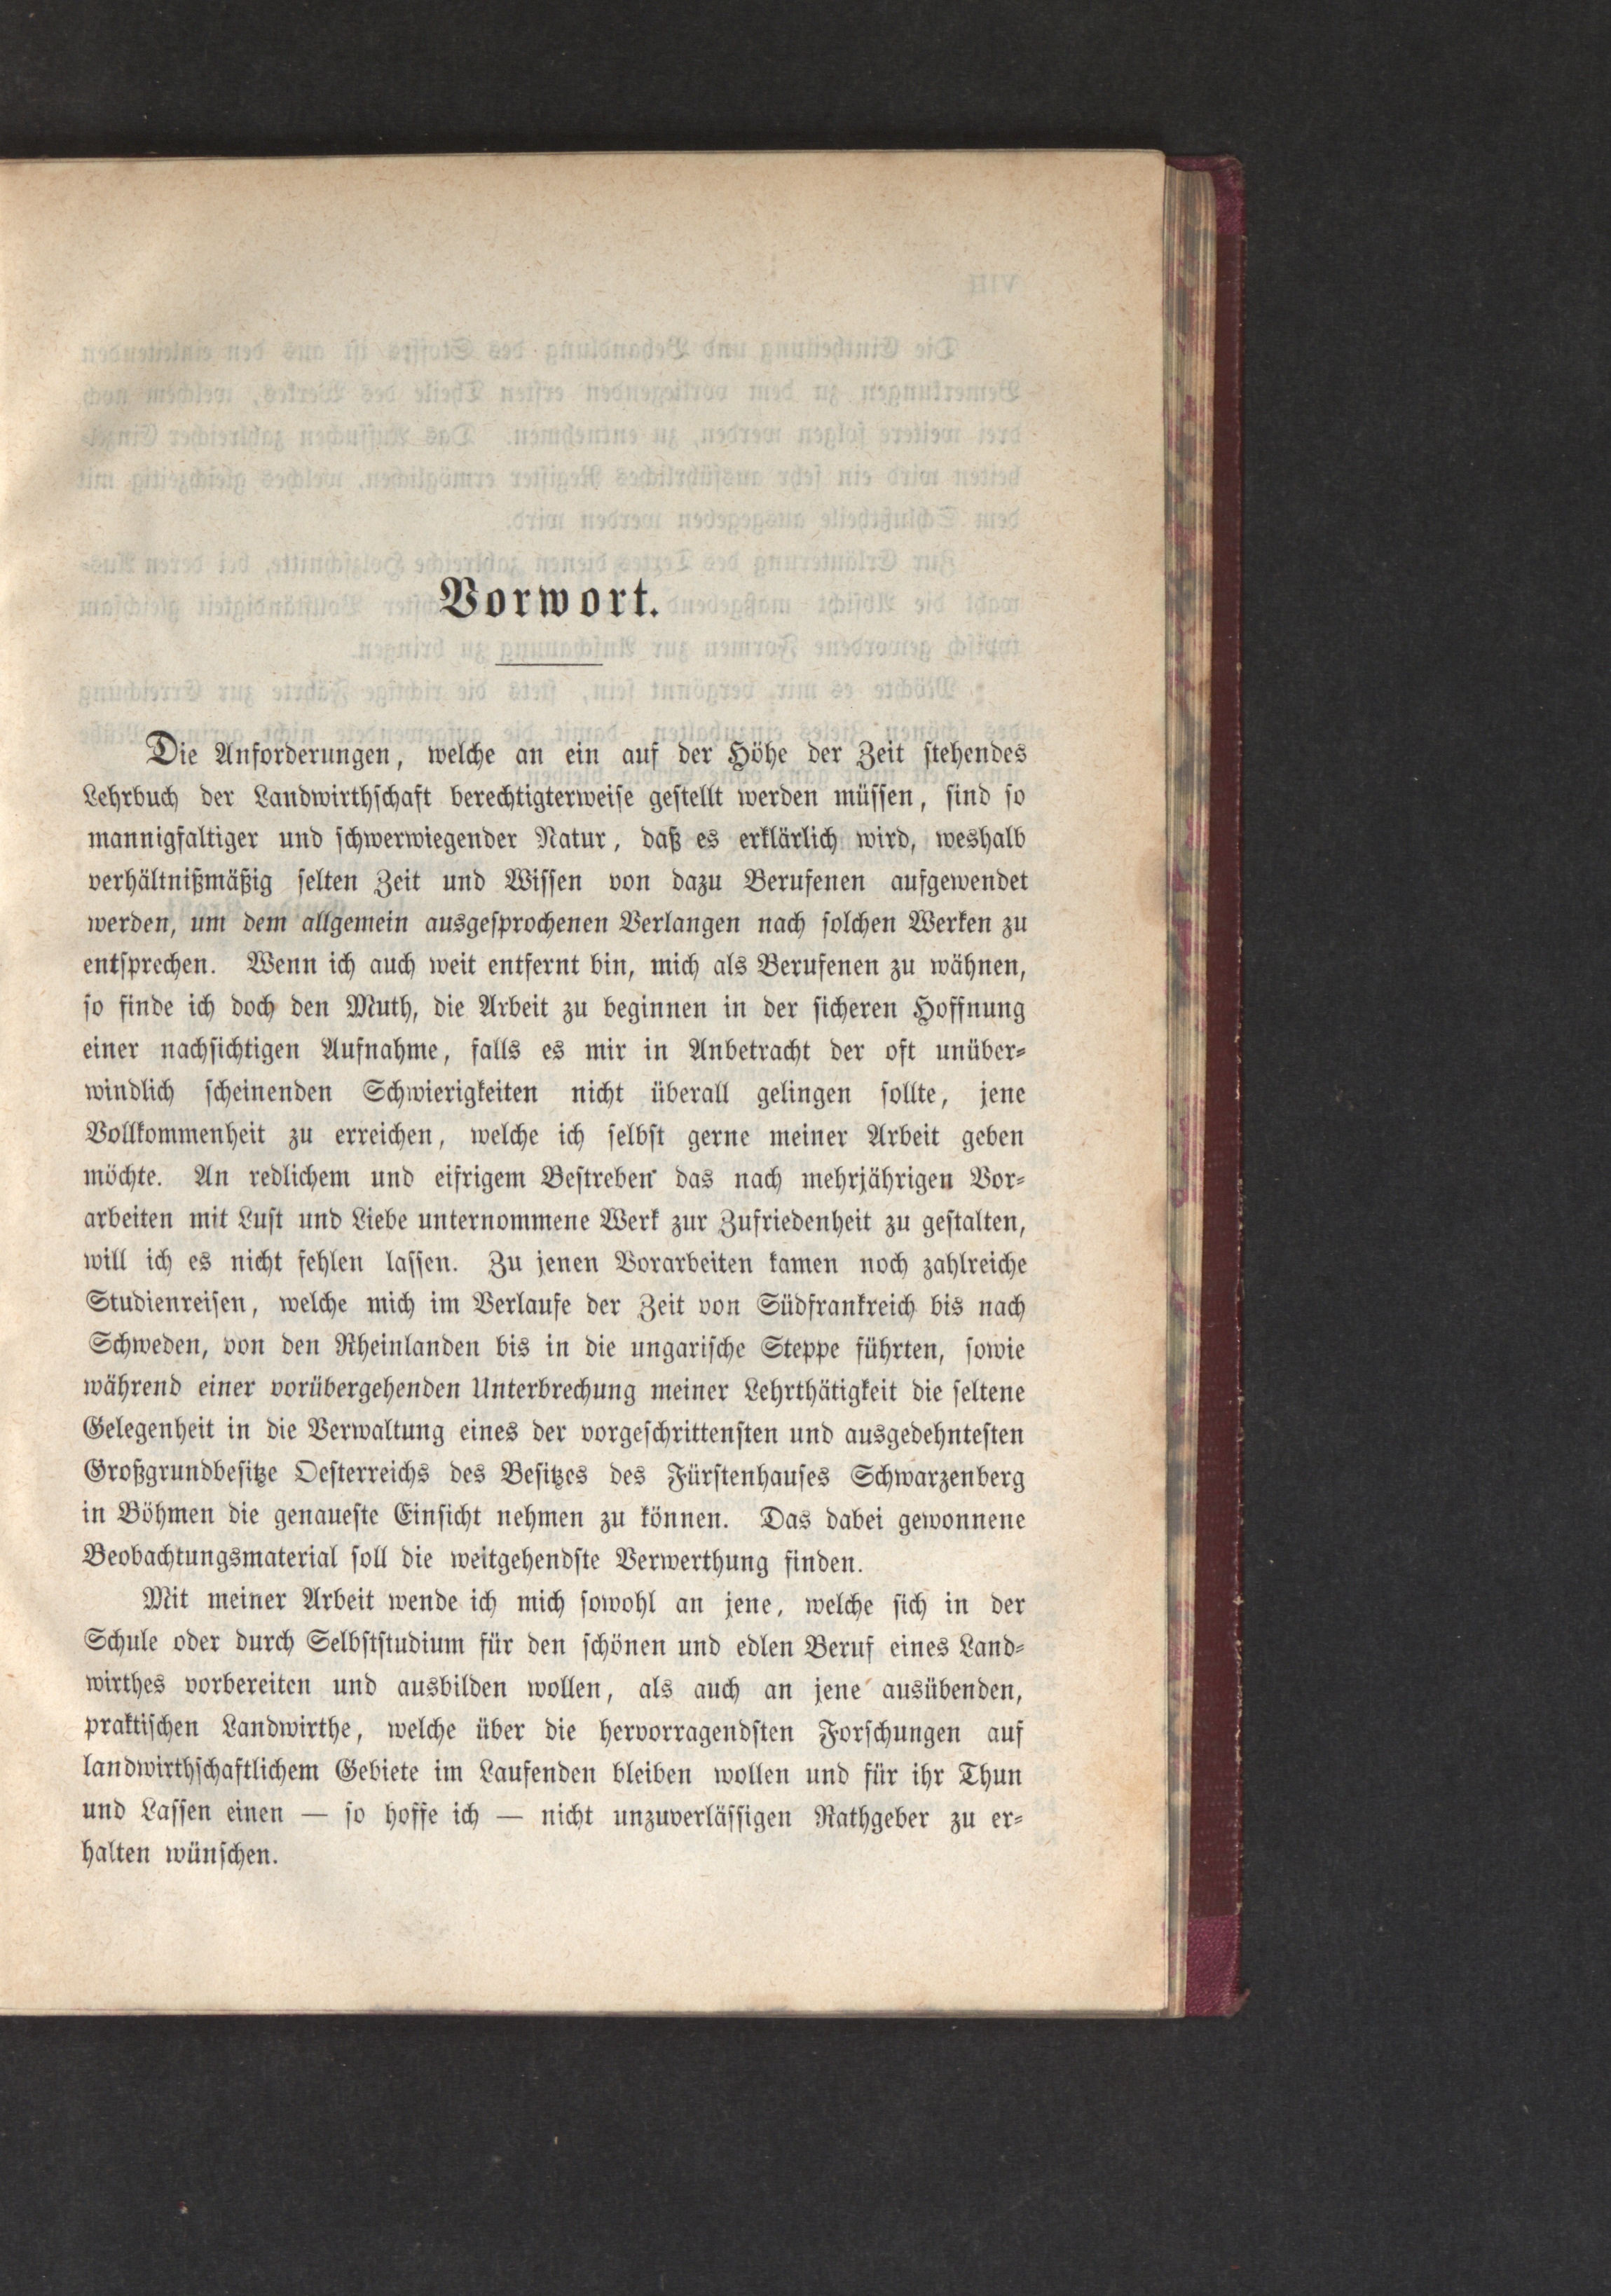 Vorwort.
Die Anforderungen, welche an ein auf der Höhe der Zeit stehendes
Lehrbuch der Landwirthschaft berechtigterweise gestellt werden müssen, sind so
mannigfaltiger und schwerwiegender Natur, daß es erklärlich wird, weshalb
verhältnißmäßig selten Zeit und Wissen von dazu Berufenen aufgewendet
werden, um dem allgemein ausgesprochenen Verlangen nach solchen Werken zu
entsprechen. Wenn ich auch weit entfernt bin, mich als Berufenen zu wähnen,
so finde ich doch den Muth, die Arbeit zu beginnen in der sicheren Hoffnung
einer nachsichtigen Aufnahme, falls es mir in Anbetracht der oft unüber-
windlich scheinenden Schwierigkeiten nicht überall gelingen sollte, jene
Vollkommenheit zu erreichen, welche ich selbst gerne meiner Arbeit geben
möchte. An redlichem und eifrigem Bestreben das nach mehrjährigen Vor-
arbeiten mit Lust und Liebe unternommene Werk zur Zufriedenheit zu gestalten,
will ich es nicht fehlen lassen. Zu jenen Vorarbeiten kamen noch zahlreiche
Studienreisen, welche mich im Verlaufe der Zeit von Südfrankreich bis nach
Schweden, von den Rheinlanden bis in die ungarische Steppe führten, sowie
während einer vorübergehenden Unterbrechung meiner Lehrthätigkeit die seltene
Gelegenheit in die Verwaltung eines der vorgeschrittensten und ausgedehntesten
Großgrundbesitze Oesterreichs des Besitzes des Fürstenhauses Schwarzenberg
in Böhmen die genaueste Einsicht nehmen zu können. Das dabei gewonnene
Beobachtungsmaterial soll die weitgehendste Verwerthung finden.
Mit meiner Arbeit wende ich mich sowohl an jene, welche sich in der
Schule oder durch Selbststudium für den schönen und edlen Beruf eines Land-
wirthes vorbereiten und ausbilden wollen, als auch an jene ausübenden,
praktischen Landwirthe, welche über die hervorragendsten Forschungen auf
landwirthschaftlichem Gebiete im Laufenden bleiben wollen und für ihr Thun
und Lassen einen — so hoffe ich — nicht unzuverlässigen Rathgeber zu er-
halten wünschen.